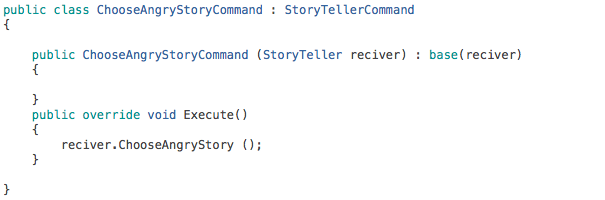 public class ChooseAngryStoryCommand : StoryTellerCommand
{
public ChooseAngryStoryCommand (StoryTeller reciver) : base(reciver)
{
}
public override void Execute()
{
reciver.ChooseAngryStory ();
}
}